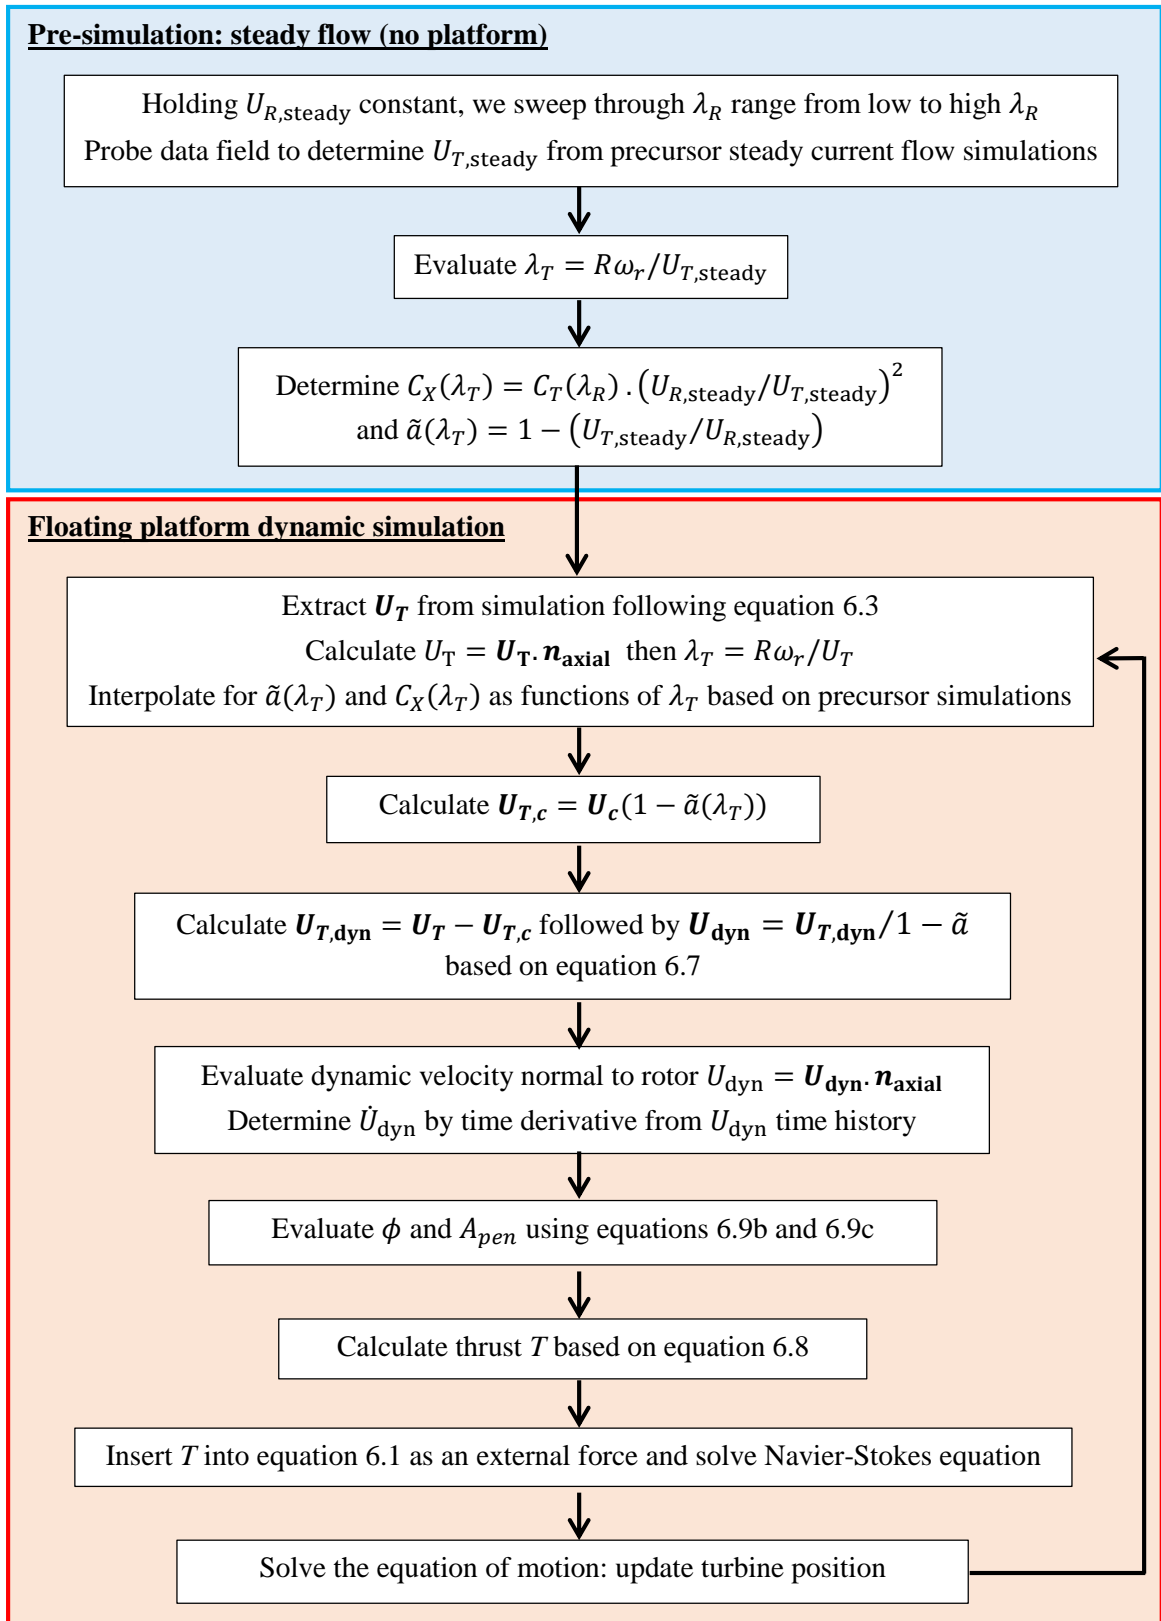 Pre-simulation: steady flow (no platform)
Holding U_{R,steady} constant, we sweep through λ_R range from low to high λ_R
Probe data field to determine U_{T,steady} from precursor steady current flow simulations
Evaluate λ_T = Rω_r/U_{T,steady}
Determine C_X(λ_T) = C_T(λ_R) . (U_{R,steady}/U_{T,steady})^2
and ã(λ_T) = 1 − (U_{T,steady}/U_{R,steady})
Floating platform dynamic simulation
Extract U_T from simulation following equation 6.3
Calculate U_T = U_T. n_axial then λ_T = Rω_r/U_T
Interpolate for ã(λ_T) and C_X(λ_T) as functions of λ_T based on precursor simulations
Calculate U_{T,c} = U_c(1 − ã(λ_T))
Calculate U_{T,dyn} = U_T − U_{T,c} followed by U_dyn = U_{T,dyn}/1 − ã
based on equation 6.7
Evaluate dynamic velocity normal to rotor U_dyn = U_dyn. n_axial
Determine U̇_dyn by time derivative from U_dyn time history
Evaluate ϕ and A_pen using equations 6.9b and 6.9c
Calculate thrust T based on equation 6.8
Insert T into equation 6.1 as an external force and solve Navier-Stokes equation
Solve the equation of motion: update turbine position